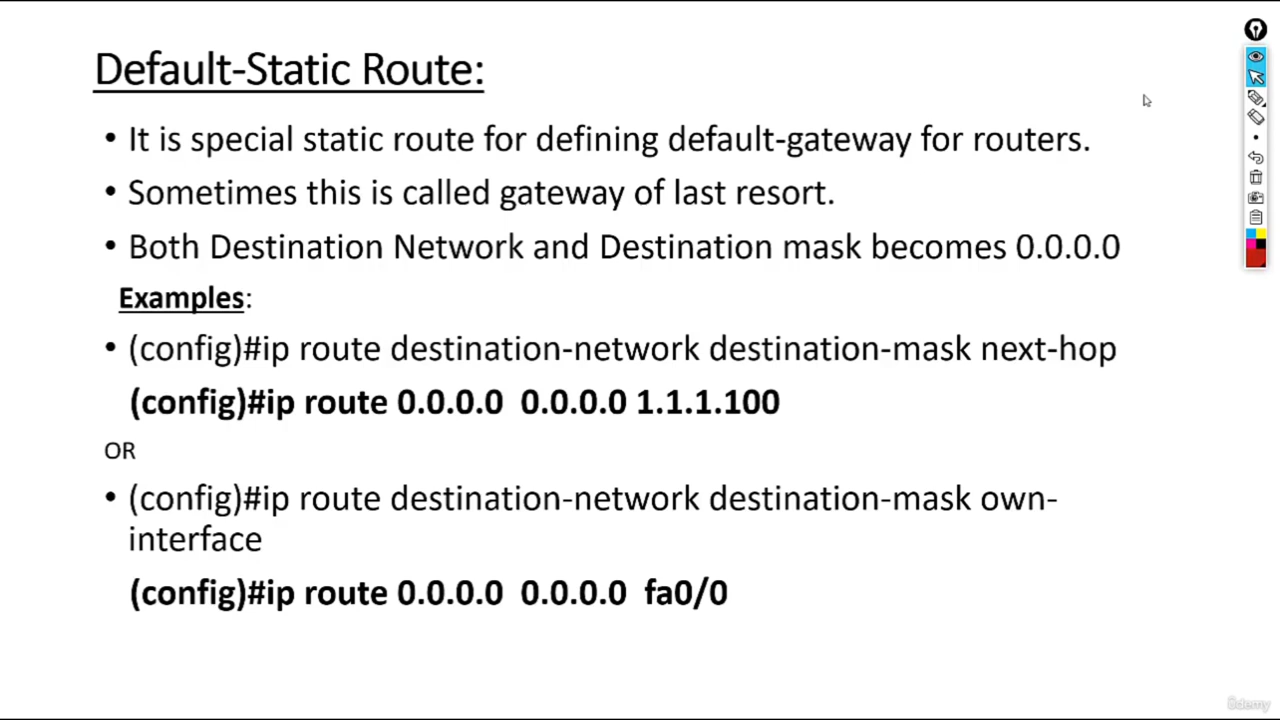 Default-Static Route:
• It is special static route for defining default-gateway for routers.
• Sometimes this is called gateway of last resort.
• Both Destination Network and Destination mask becomes 0.0.0.0
Examples:
• (config)#ip route destination-network destination-mask next-hop
(config)#ip route 0.0.0.0  0.0.0.0 1.1.1.100
OR
• (config)#ip route destination-network destination-mask own-
interface
(config)#ip route 0.0.0.0  0.0.0.0  fa0/0
ûdemy